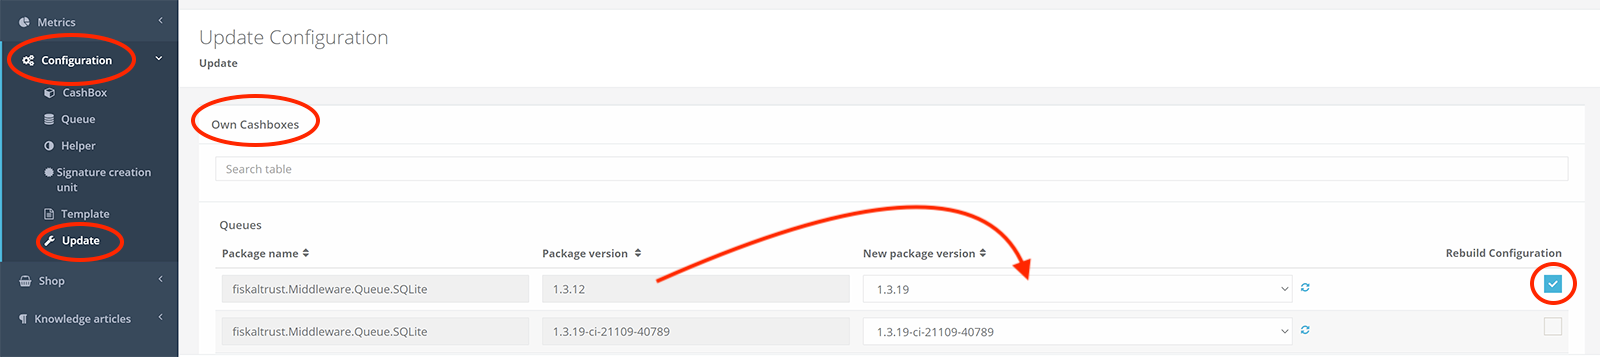 Metrics
Configuration
CashBox
Queue
Helper
Signature creation
unit
Template
Update
Shop
Knowledge articles
Update Configuration
Update
Own Cashboxes
Search table
Queues
Package name Package version New package version Rebuild Configuration
fiskaltrust.Middleware.Queue.SQLite 1.3.12 1.3.19
fiskaltrust.Middleware.Queue.SQLite 1.3.19-ci-21109-40789 1.3.19-ci-21109-40789